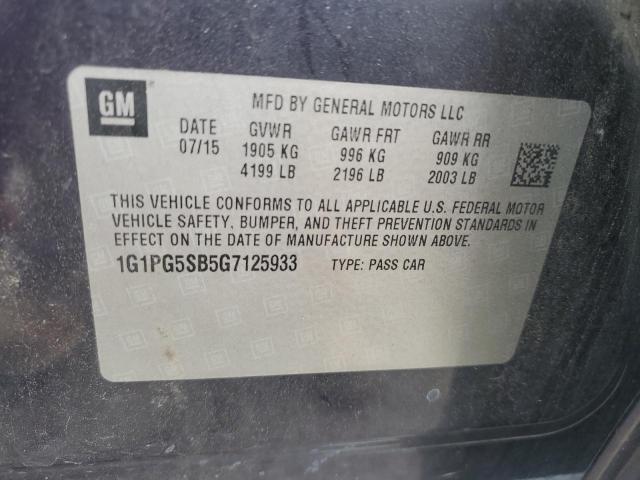 GM
MFD BY GENERAL MOTORS LLC
DATE GVWR GAWR FRT GAWR RR
07/15 1905 KG 996 KG 909 KG
4199 LB 2196 LB 2003 LB
THIS VEHICLE CONFORMS TO ALL APPLICABLE U.S. FEDERAL MOTOR
VEHICLE SAFETY, BUMPER, AND THEFT PREVENTION STANDARDS IN
EFFECT ON THE DATE OF MANUFACTURE SHOWN ABOVE.
1G1PG5SB5G7125933 TYPE: PASS CAR